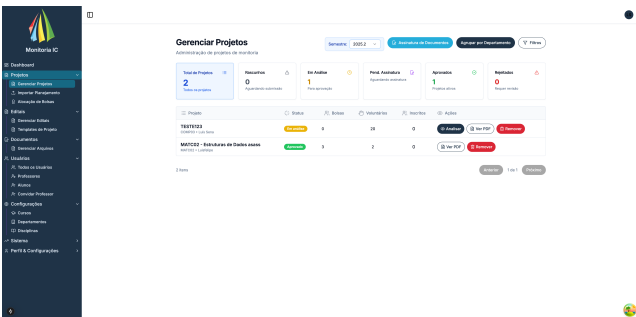 Monitoria IC
Dashboard
Projetos
Gerenciar Projetos
Importar Planejamento
Alocação de Bolsas
Editais
Gerenciar Editais
Templates de Projeto
Documentos
Gerenciar Arquivos
Usuários
Todos os Usuários
Professores
Alunos
Convidar Professor
Configurações
Cursos
Departamentos
Disciplinas
Sistema
Perfil & Configurações
Gerenciar Projetos
Administração de projetos de monitoria
Semestre: 2025.2
Assinatura de Documentos
Agrupar por Departamento
Filtros
Total de Projetos
2
Todos os projetos
Rascunhos
0
Aguardando submissão
Em Análise
1
Para aprovação
Pend. Assinatura
Aguardando assinatura
Aprovados
1
Projetos ativos
Rejeitados
0
Requer revisão
Projeto Status Bolsas Voluntários Inscritos Ações
TESTE123 0 20 0 Analisar Ver PDF Remover
MATC02 - Estruturas de Dados asass Aprovado 3 2 0 Ver PDF Remover
2 itens
Anterior 1 de 1 Próximo